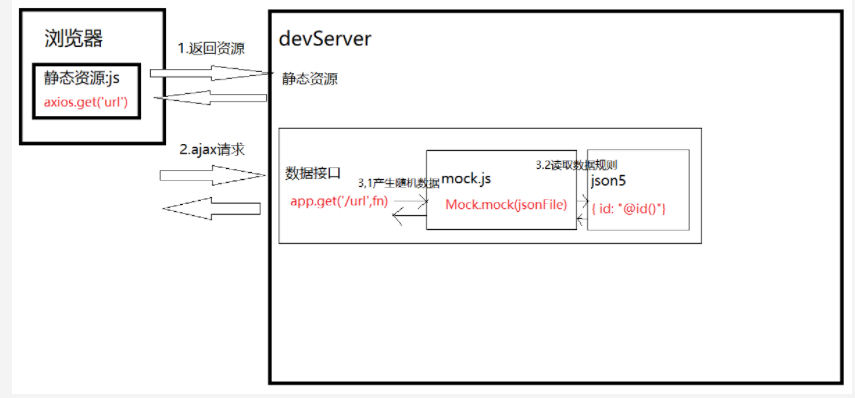 浏览器
静态资源:js
axios.get('url')
1.返回资源
2.ajax请求
devServer
静态资源
数据接口
app.get('/url',fn)
3,1产生随机数据
mock.js
Mock.mock(jsonFile)
3.2读取数据规则
json5
{ id: "@id()"}